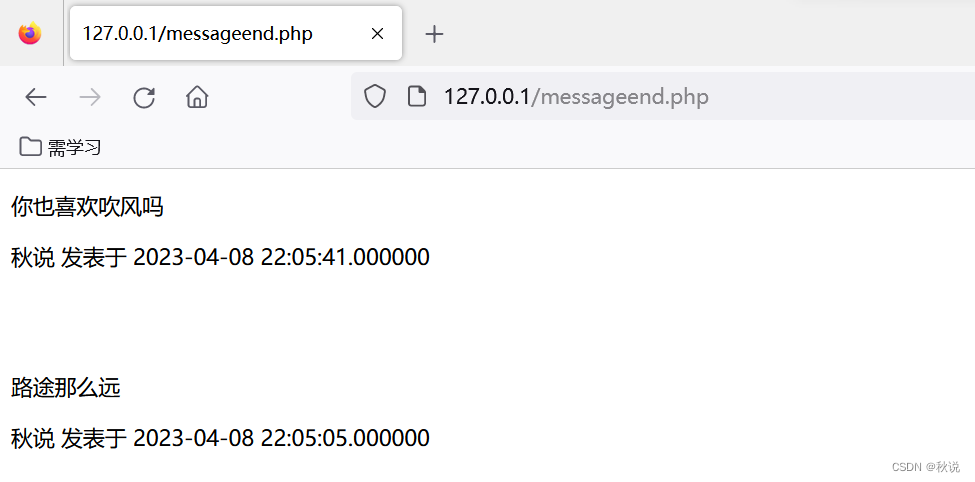 127.0.0.1/messageend.php
127.0.0.1/messageend.php
需学习
你也喜欢吹风吗
秋说 发表于 2023-04-08 22:05:41.000000
路途那么远
秋说 发表于 2023-04-08 22:05:05.000000
CSDN @秋说